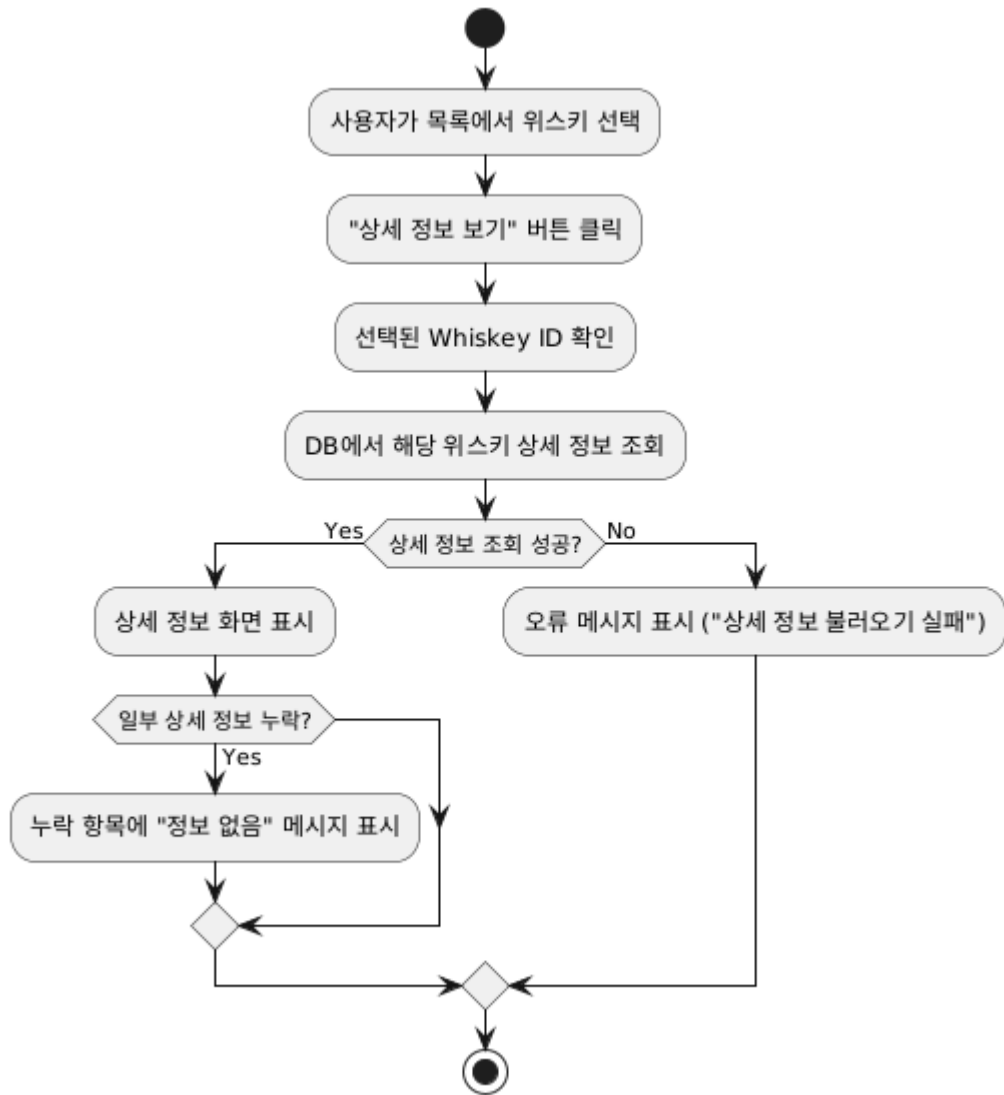 사용자가 목록에서 위스키 선택
"상세 정보 보기" 버튼 클릭
선택된 Whiskey ID 확인
DB에서 해당 위스키 상세 정보 조회
Yes
상세 정보 조회 성공?
No
상세 정보 화면 표시
오류 메시지 표시 ("상세 정보 불러오기 실패")
일부 상세 정보 누락?
Yes
누락 항목에 "정보 없음" 메시지 표시